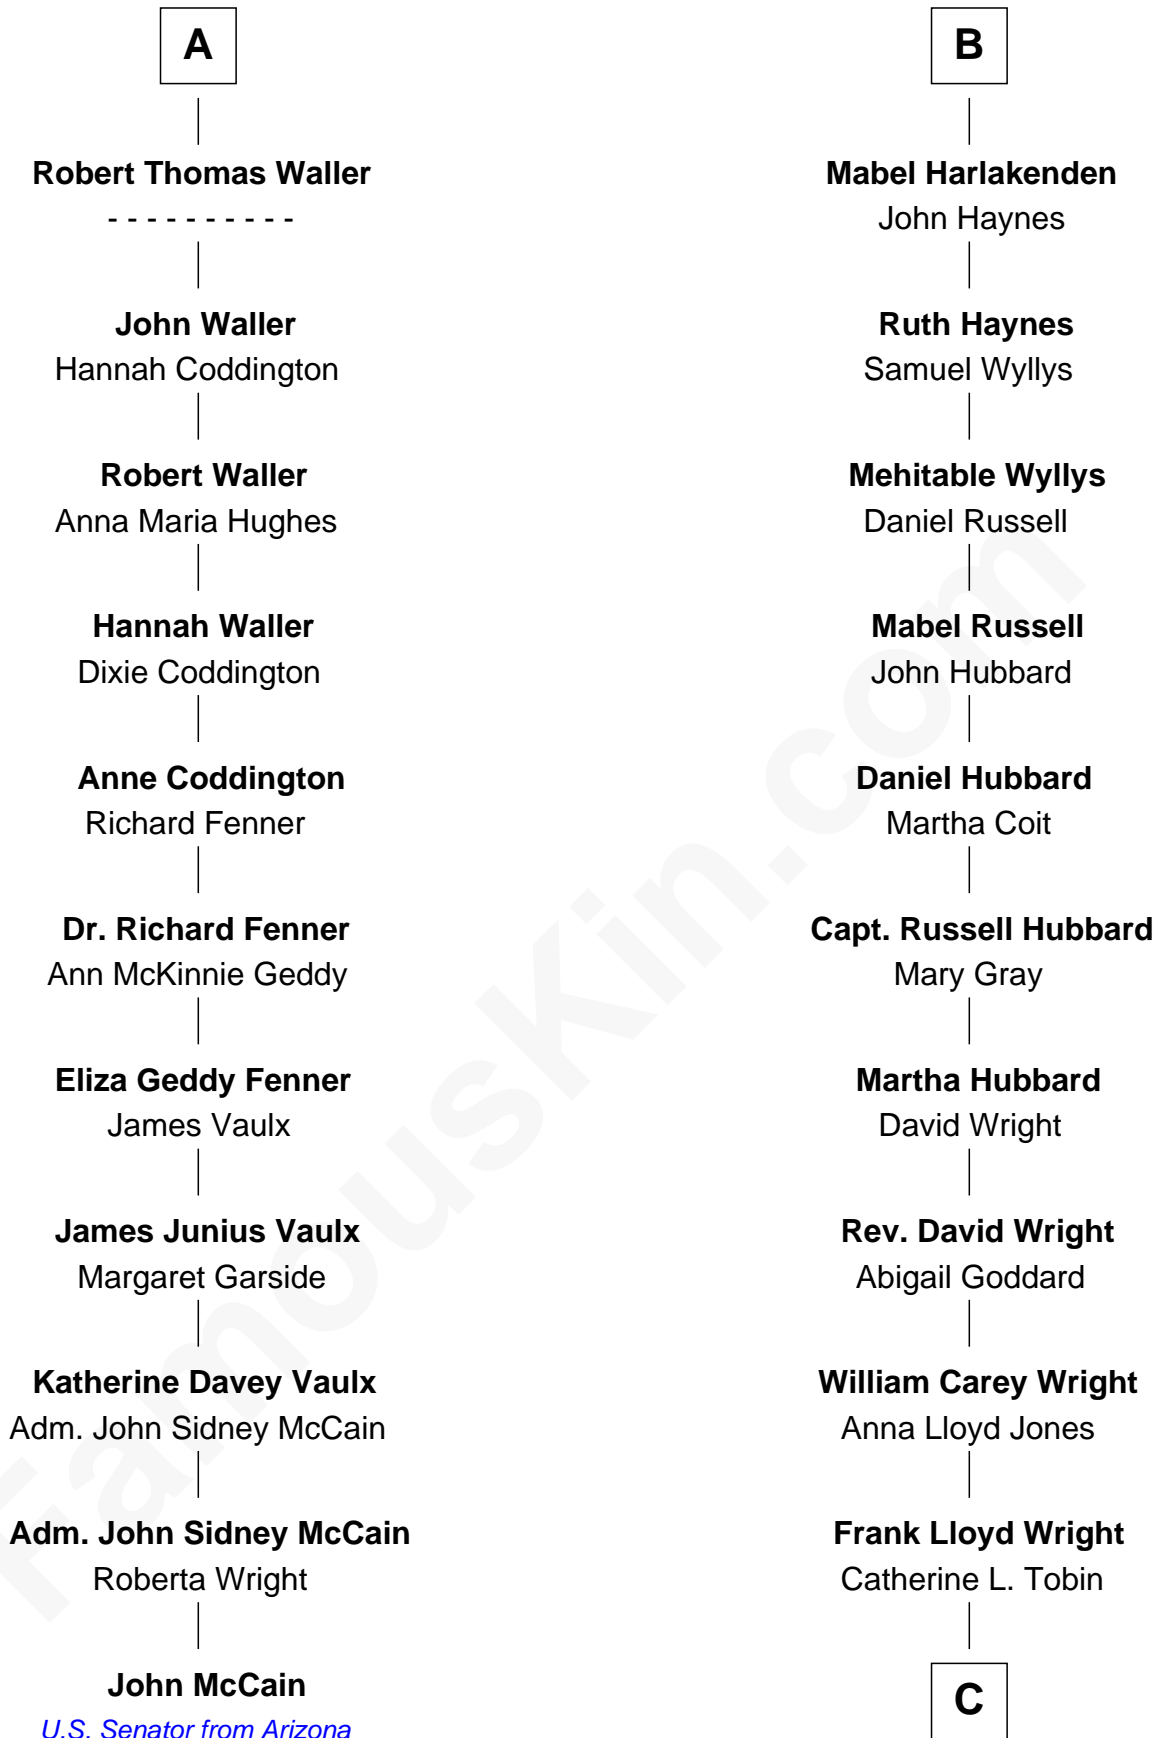 A
Robert Thomas Waller
- - - - - - - - - -
John Waller
Hannah Coddington
Robert Waller
Anna Maria Hughes
Hannah Waller
Dixie Coddington
Anne Coddington
Richard Fenner
Dr. Richard Fenner
Ann McKinnie Geddy
Eliza Geddy Fenner
James Vaulx
James Junius Vaulx
Margaret Garside
Katherine Davey Vaulx
Adm. John Sidney McCain
Adm. John Sidney McCain
Roberta Wright
John McCain
U.S. Senator from Arizona
B
Mabel Harlakenden
John Haynes
Ruth Haynes
Samuel Wyllys
Mehitable Wyllys
Daniel Russell
Mabel Russell
John Hubbard
Daniel Hubbard
Martha Coit
Capt. Russell Hubbard
Mary Gray
Martha Hubbard
David Wright
Rev. David Wright
Abigail Goddard
William Carey Wright
Anna Lloyd Jones
Frank Lloyd Wright
Catherine L. Tobin
C
FamousKin.com